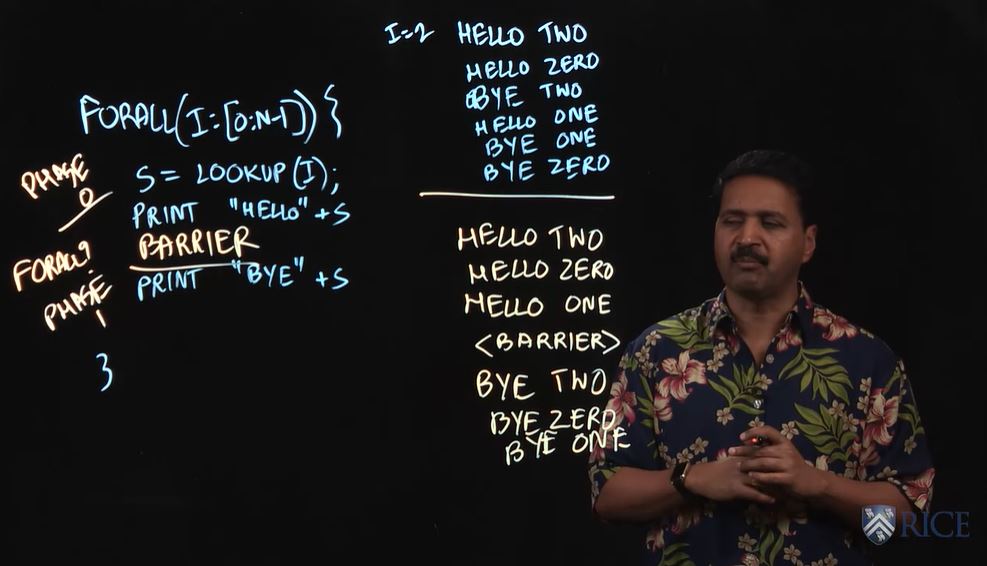 FORALL(I:[0:N-1]) {
PHASE
0
S = LOOKUP(I);
PRINT "HELLO" + S
BARRIER
FORALL?
PHASE
1
PRINT "BYE" + S
}
I=2 HELLO TWO
HELLO ZERO
BYE TWO
HELLO ONE
BYE ONE
BYE ZERO
HELLO TWO
HELLO ZERO
HELLO ONE
<BARRIER>
BYE TWO
BYE ZERO
BYE ONE
RICE